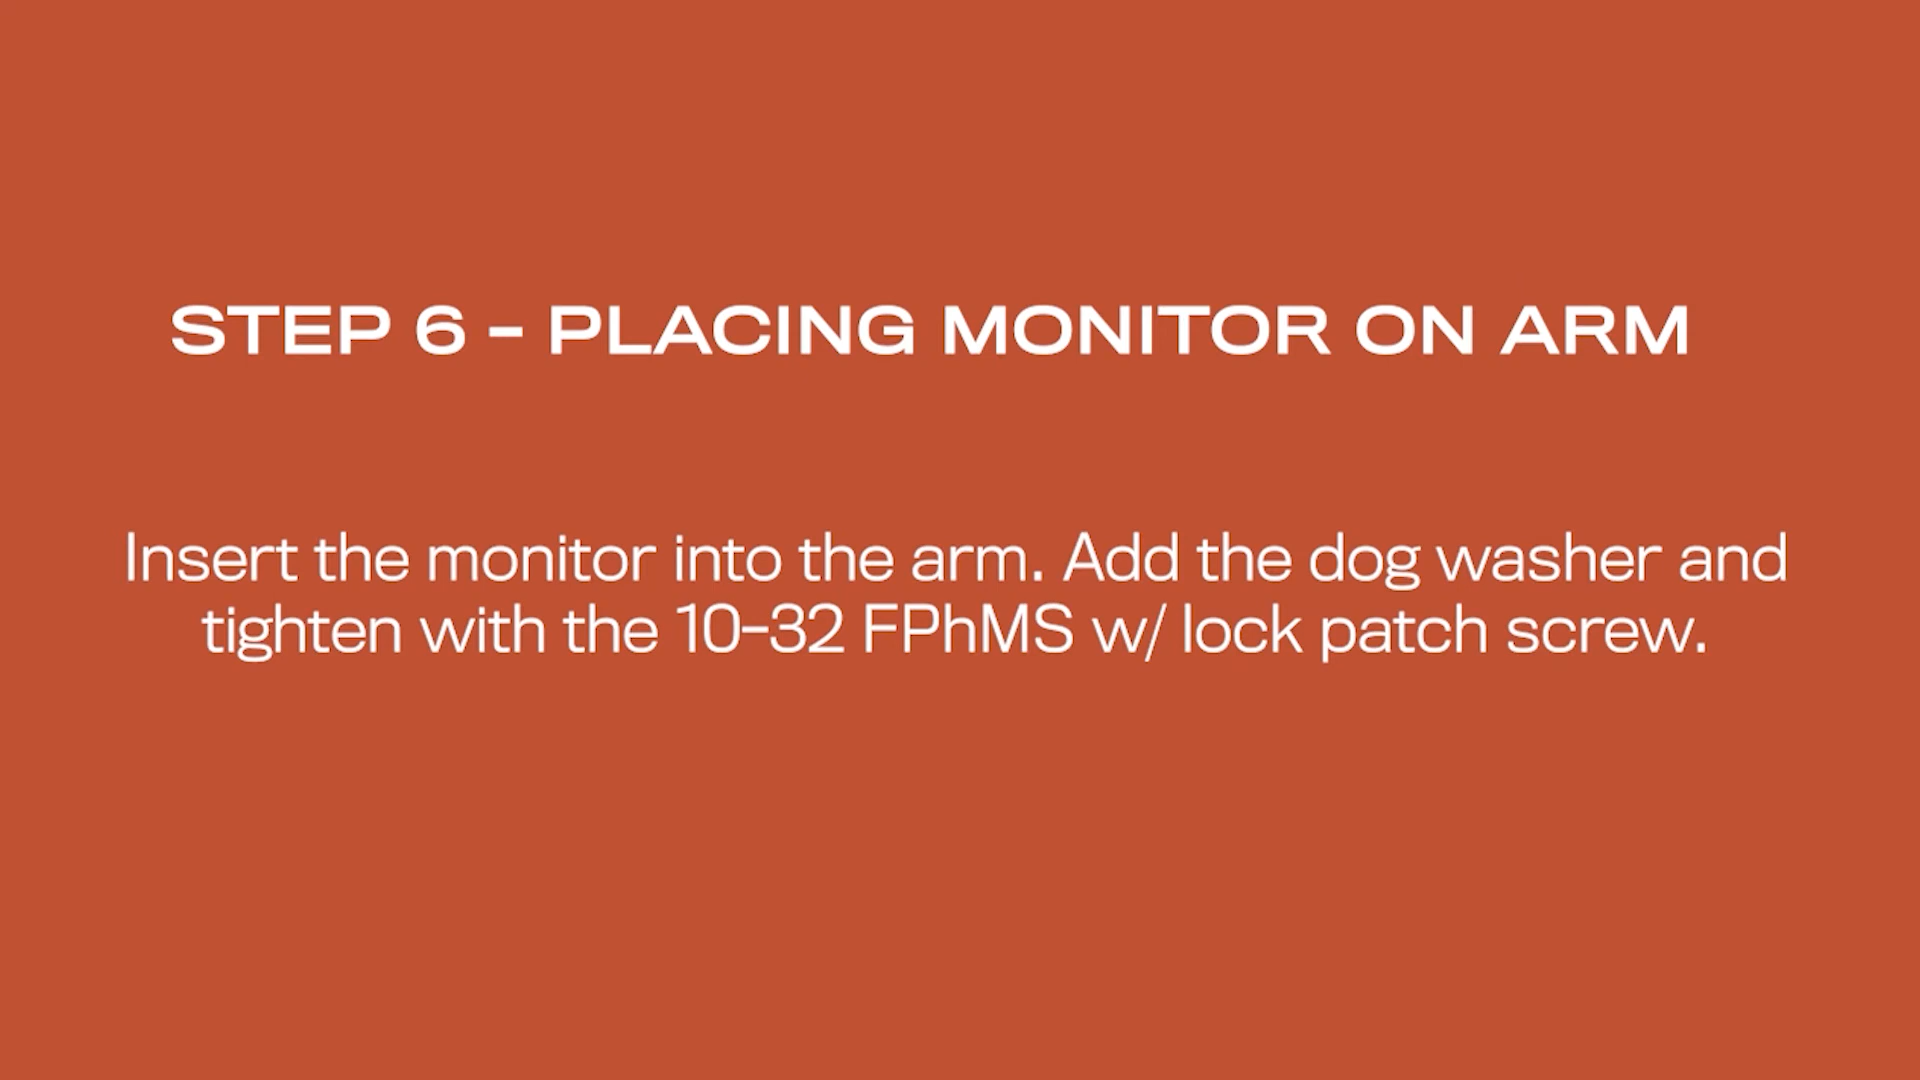 STEP 6 – PLACING MONITOR ON ARM
Insert the monitor into the arm. Add the dog washer and
tighten with the 10-32 FPhMS w/ lock patch screw.